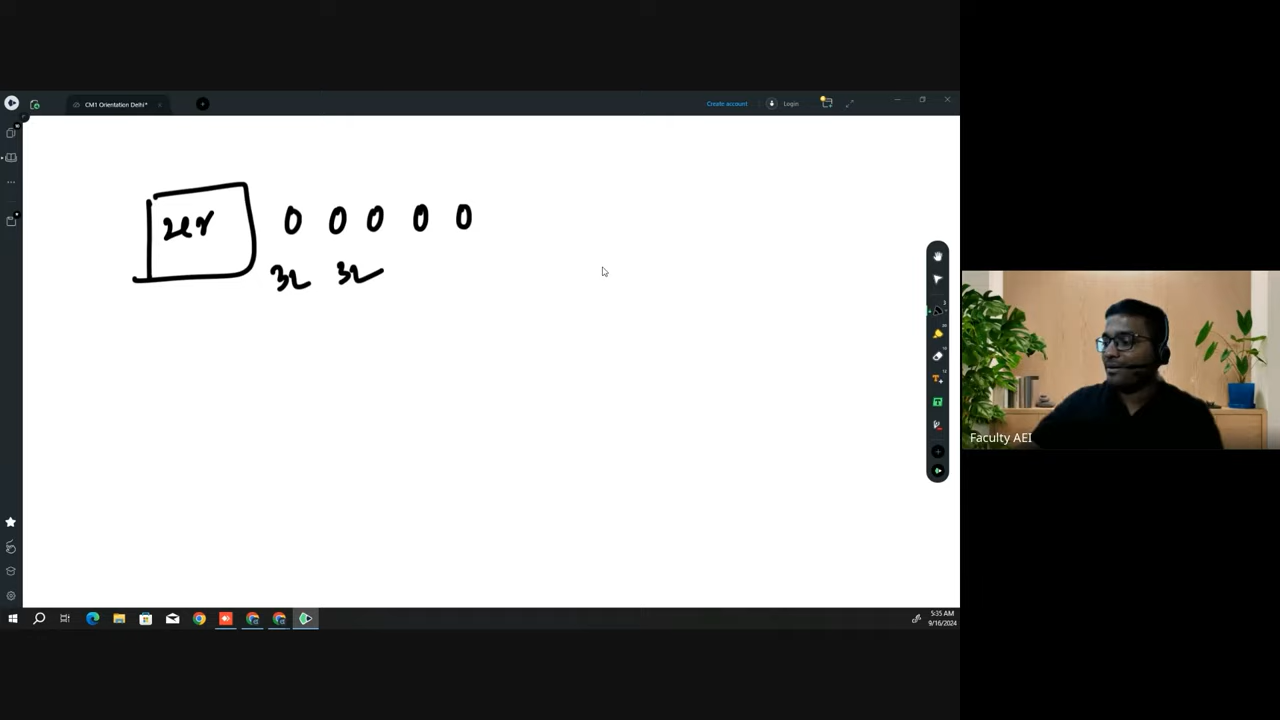 CM1 Orientation Delhi*
Create account
Login
0 0 0 0 0
32 32
Faculty AEI
5:35 AM
9/16/2024